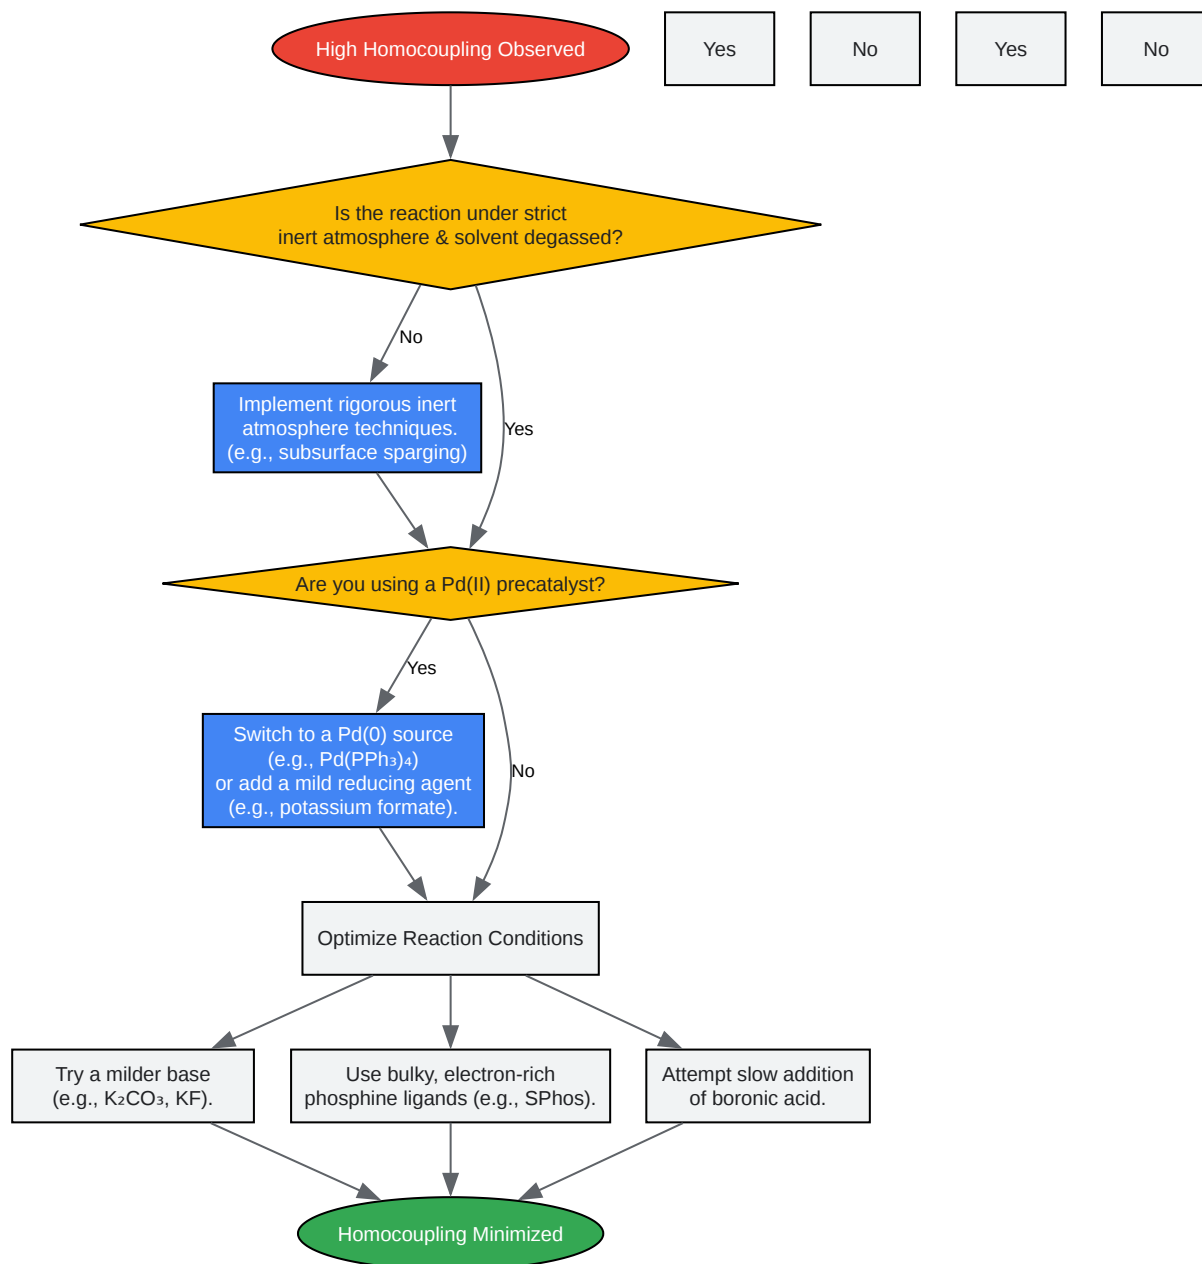 High Homocoupling Observed
Yes
No
Yes
No
Is the reaction under strict
inert atmosphere & solvent degassed?
No
Implement rigorous inert
atmosphere techniques.
(e.g., subsurface sparging)
Yes
Are you using a Pd(II) precatalyst?
Yes
Switch to a Pd(0) source
(e.g., Pd(PPh₃)₄)
or add a mild reducing agent
(e.g., potassium formate).
No
Optimize Reaction Conditions
Try a milder base
(e.g., K₂CO₃, KF).
Use bulky, electron-rich
phosphine ligands (e.g., SPhos).
Attempt slow addition
of boronic acid.
Homocoupling Minimized